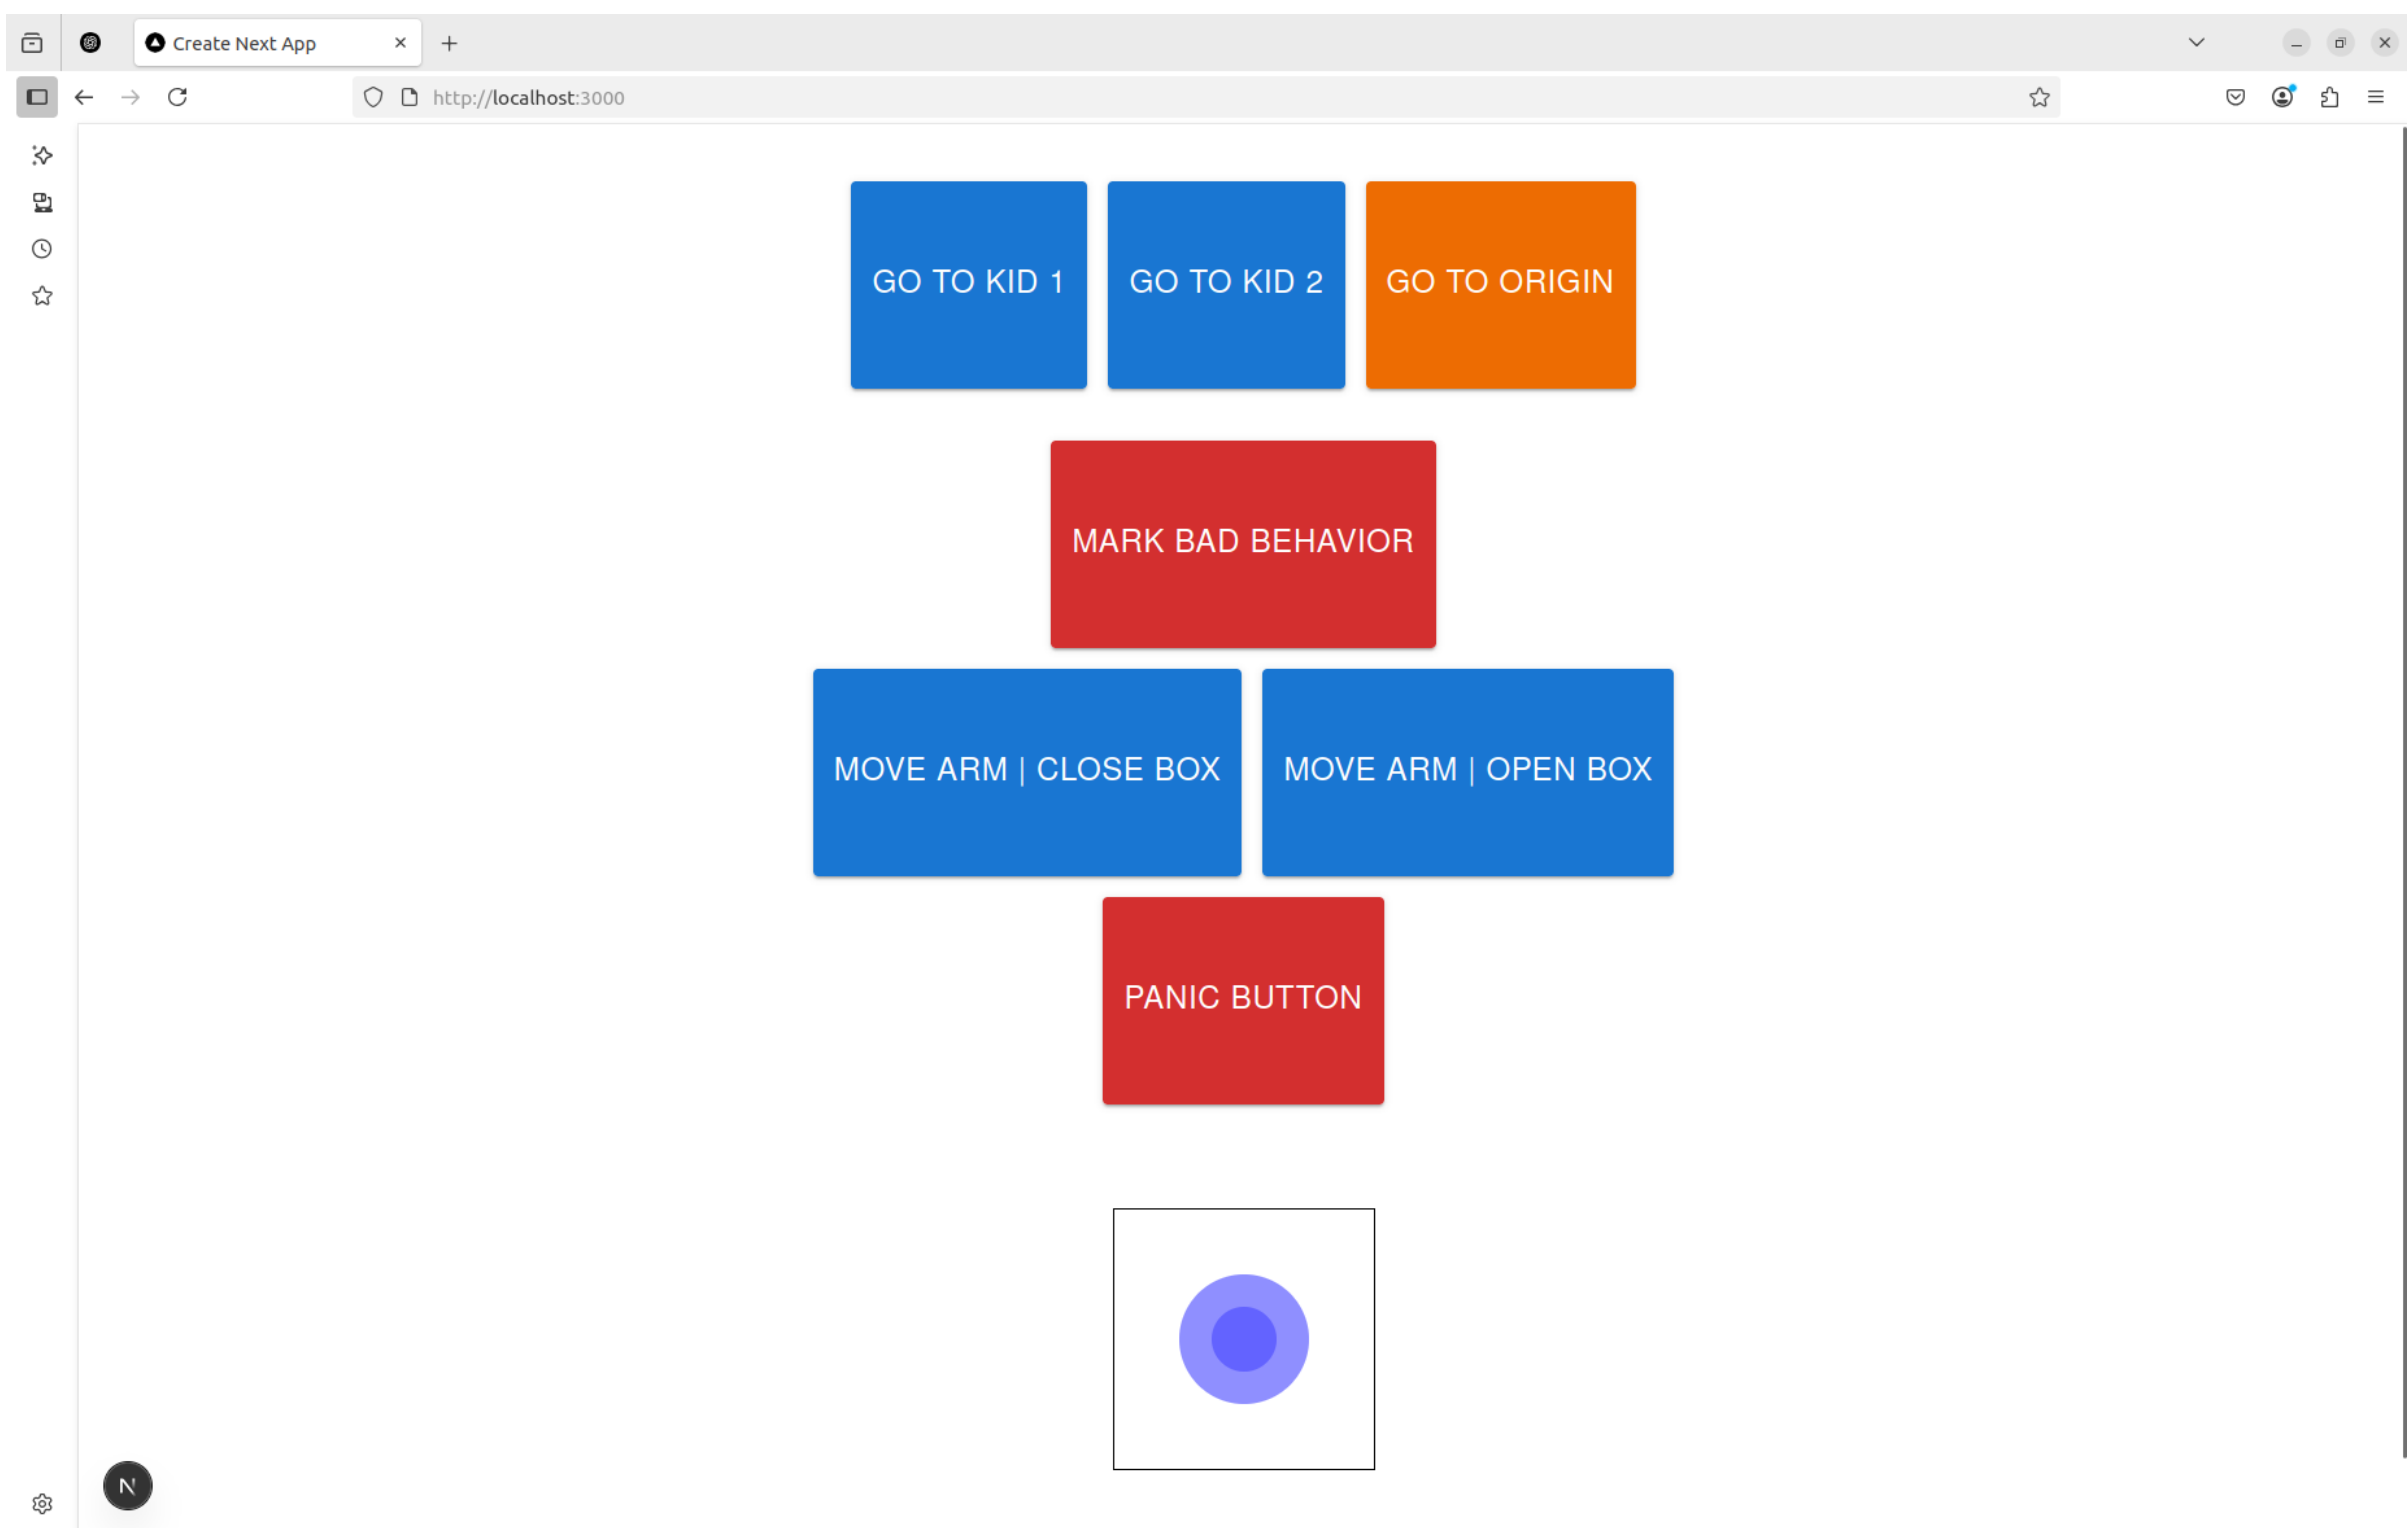 Create Next App
http://localhost:3000
GO TO KID 1
GO TO KID 2
GO TO ORIGIN
MARK BAD BEHAVIOR
MOVE ARM | CLOSE BOX
MOVE ARM | OPEN BOX
PANIC BUTTON
N